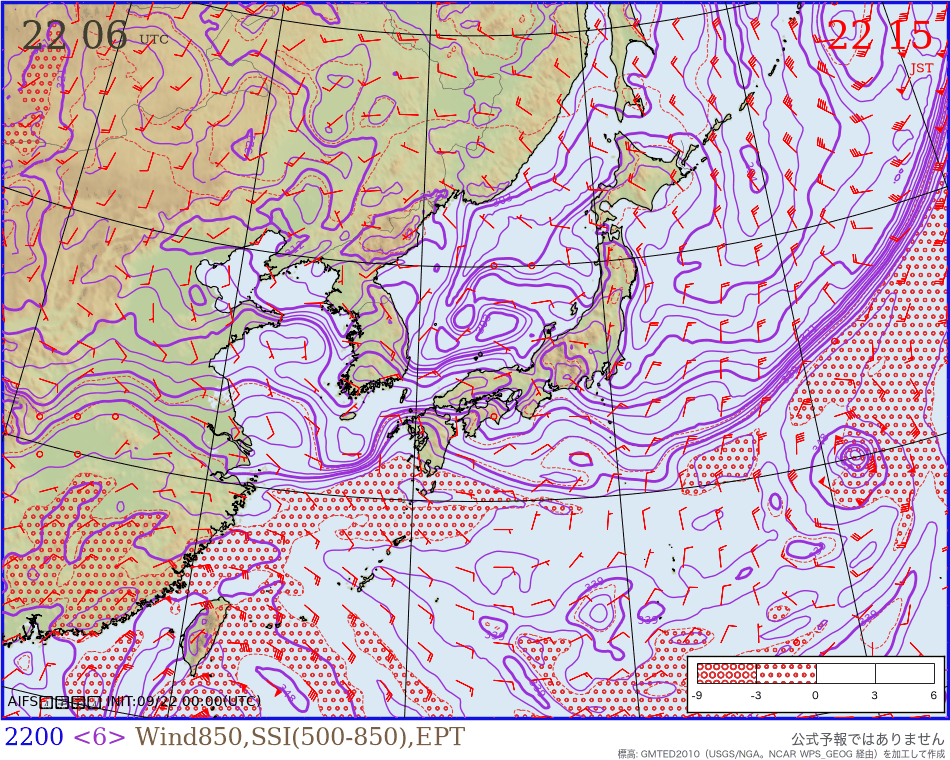 22 06 UTC
22 15
JST
AIFS INIT:09/22 00:00(UTC)
-9 -3 0 3 6
2200 <6> Wind850,SSI(500-850),EPT
公式予報ではありません
標高: GMTED2010（USGS/NGA。NCAR WPS_GEOG 経由）を加工して作成